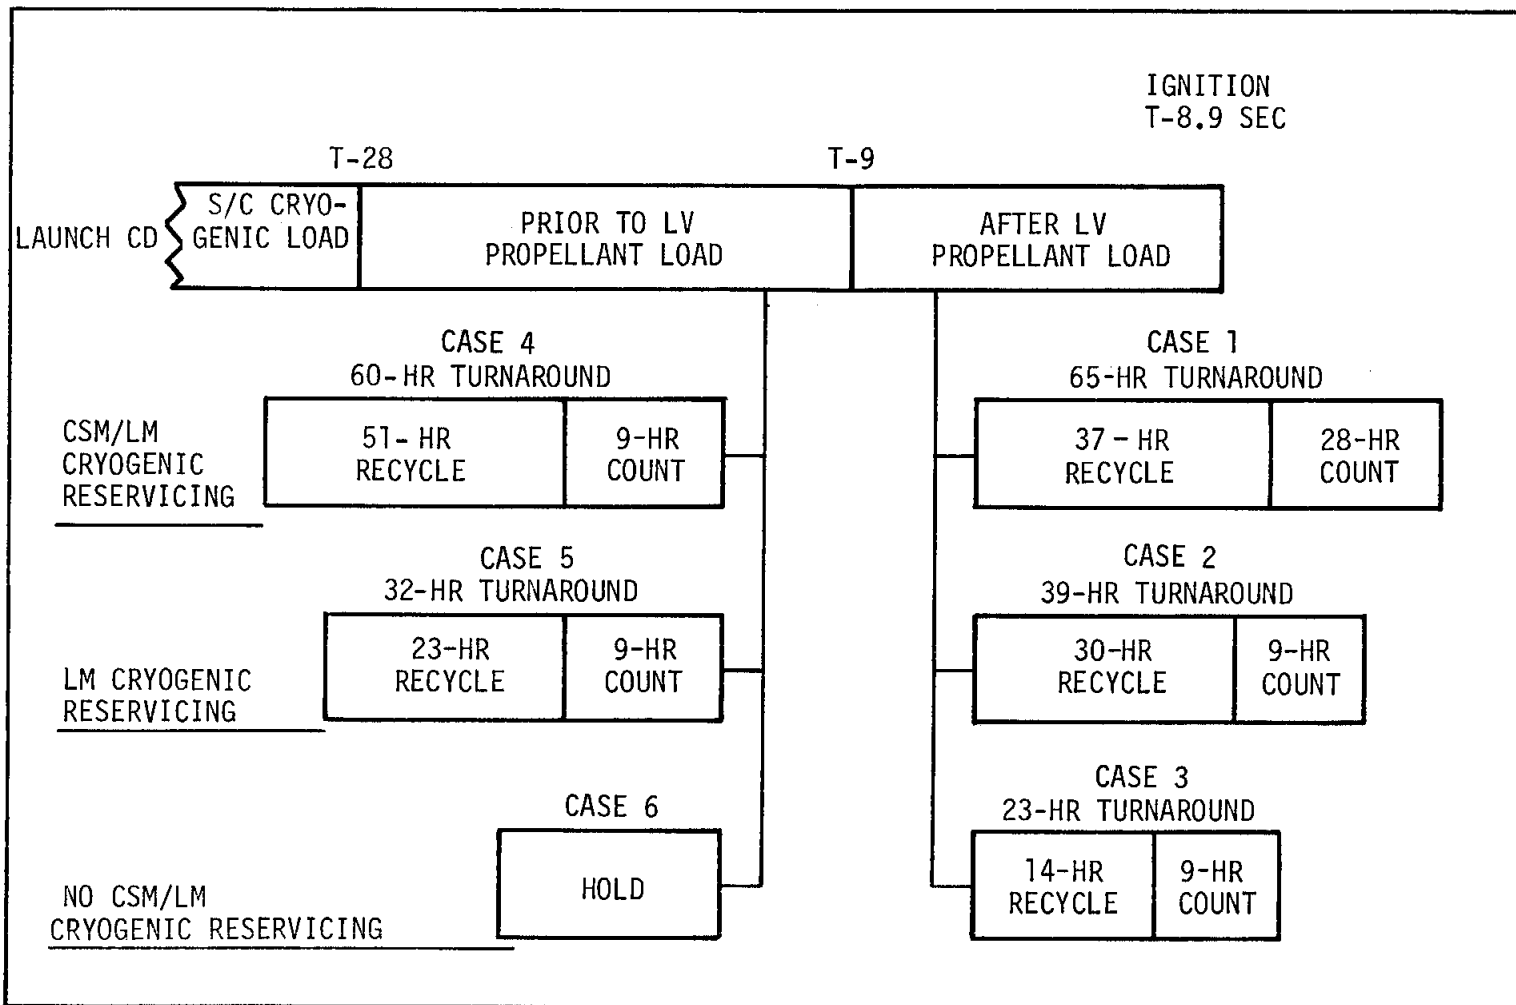 IGNITION
T-8.9 SEC
T-28
T-9
LAUNCH CD
S/C CRYO-
GENIC LOAD
PRIOR TO LV
PROPELLANT LOAD
AFTER LV
PROPELLANT LOAD
CASE 4
60-HR TURNAROUND
CASE 1
65-HR TURNAROUND
CSM/LM
CRYOGENIC
RESERVICING
51-HR
RECYCLE
9-HR
COUNT
37-HR
RECYCLE
28-HR
COUNT
CASE 5
32-HR TURNAROUND
CASE 2
39-HR TURNAROUND
LM CRYOGENIC
RESERVICING
23-HR
RECYCLE
9-HR
COUNT
30-HR
RECYCLE
9-HR
COUNT
CASE 6
CASE 3
23-HR TURNAROUND
NO CSM/LM
CRYOGENIC RESERVICING
HOLD
14-HR
RECYCLE
9-HR
COUNT